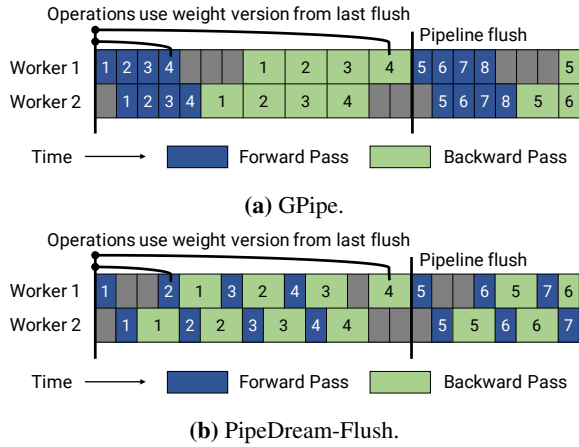 Operations use weight version from last flush
Pipeline flush
Worker 1 1 2 3 4 1 2 3 4 5 6 7 8 5
Worker 2 1 2 3 4 1 2 3 4 5 6 7 8 5 6
Time Forward Pass Backward Pass
(a) GPipe.
Operations use weight version from last flush
Pipeline flush
Worker 1 1 2 1 3 2 4 3 4 5 6 5 7 6
Worker 2 1 1 2 2 3 3 4 4 5 5 6 6 7
Time Forward Pass Backward Pass
(b) PipeDream-Flush.